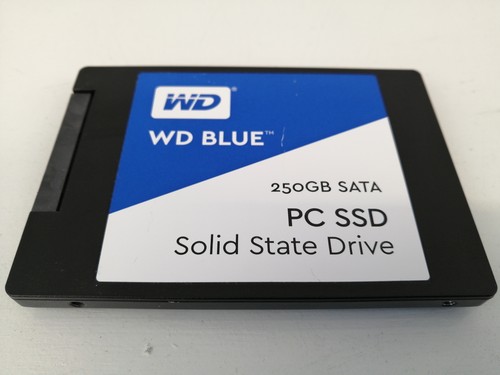 WD®
WD BLUE™
250GB SATA
PC SSD
Solid State Drive